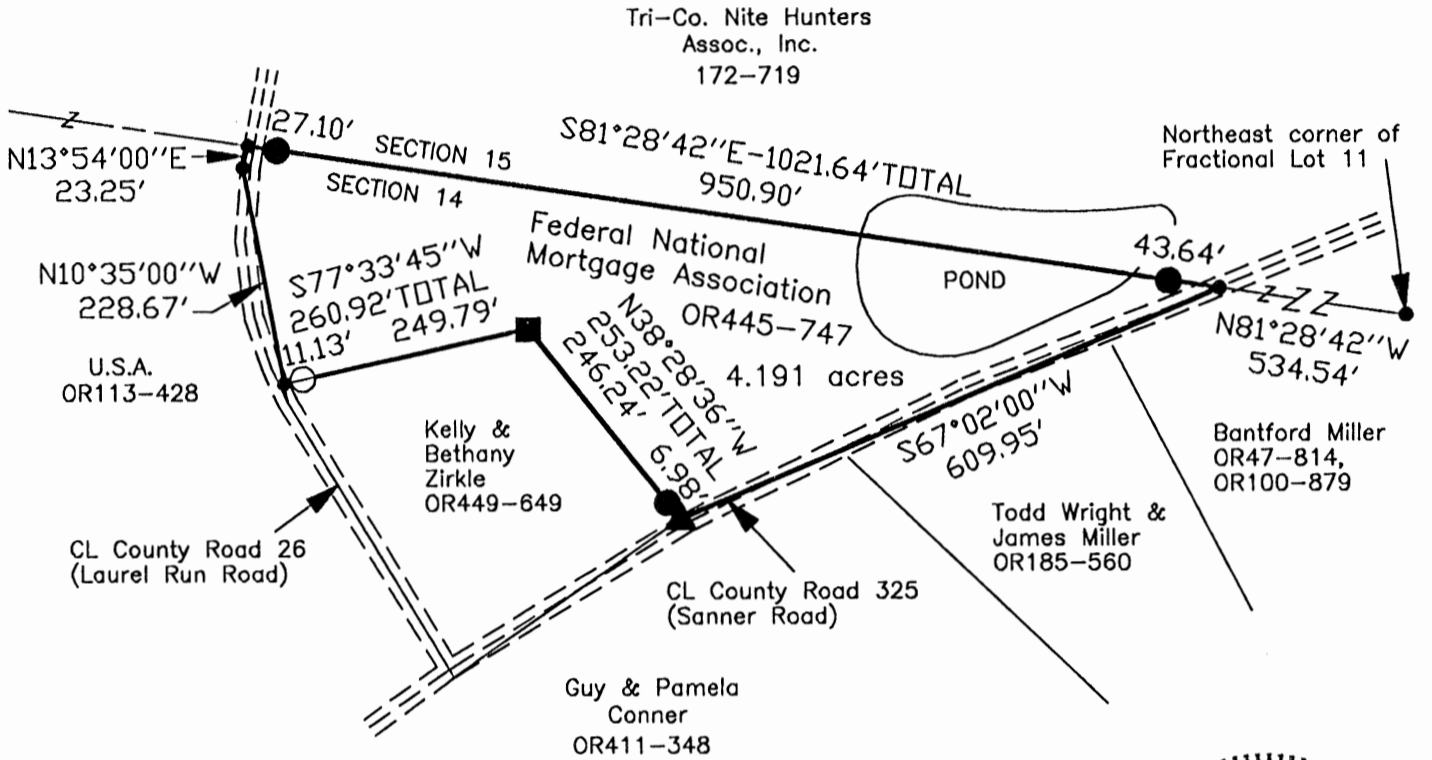 Tri-Co. Nite Hunters
Assoc., Inc.
172-719
27.10'
SECTION 15
SECTION 14
S81°28'42"E-1021.64'TOTAL
950.90'
Northeast corner of
Fractional Lot 11
N13°54'00"E
23.25'
N10°35'00"W
228.67'
S77°33'45"W
260.92'TOTAL
249.79'
11.13'
Federal National
Mortgage Association
OR445-747
4.191 acres
N38°28'36"W
253.22'TOTAL
246.24'
6.98'
POND
43.64'
Z
Z Z Z
N81°28'42"W
534.54'
U.S.A.
OR113-428
Kelly &
Bethany
Zirkle
OR449-649
S67°02'00"W
609.95'
Bantford Miller
OR47-814,
OR100-879
Todd Wright &
James Miller
OR185-560
CL County Road 26
(Laurel Run Road)
CL County Road 325
(Sanner Road)
Guy & Pamela
Conner
OR411-348